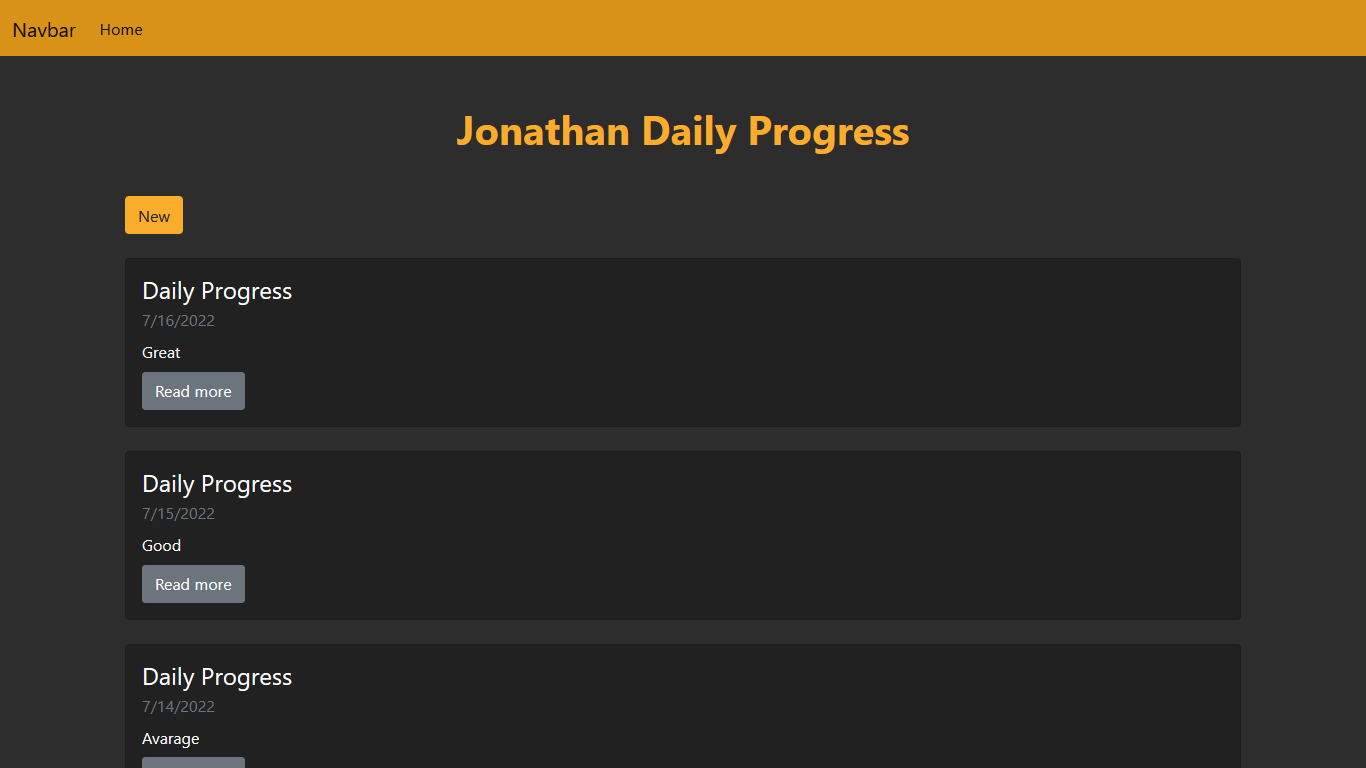 Navbar Home
Jonathan Daily Progress
New
Daily Progress
7/16/2022
Great
Read more
Daily Progress
7/15/2022
Good
Read more
Daily Progress
7/14/2022
Avarage